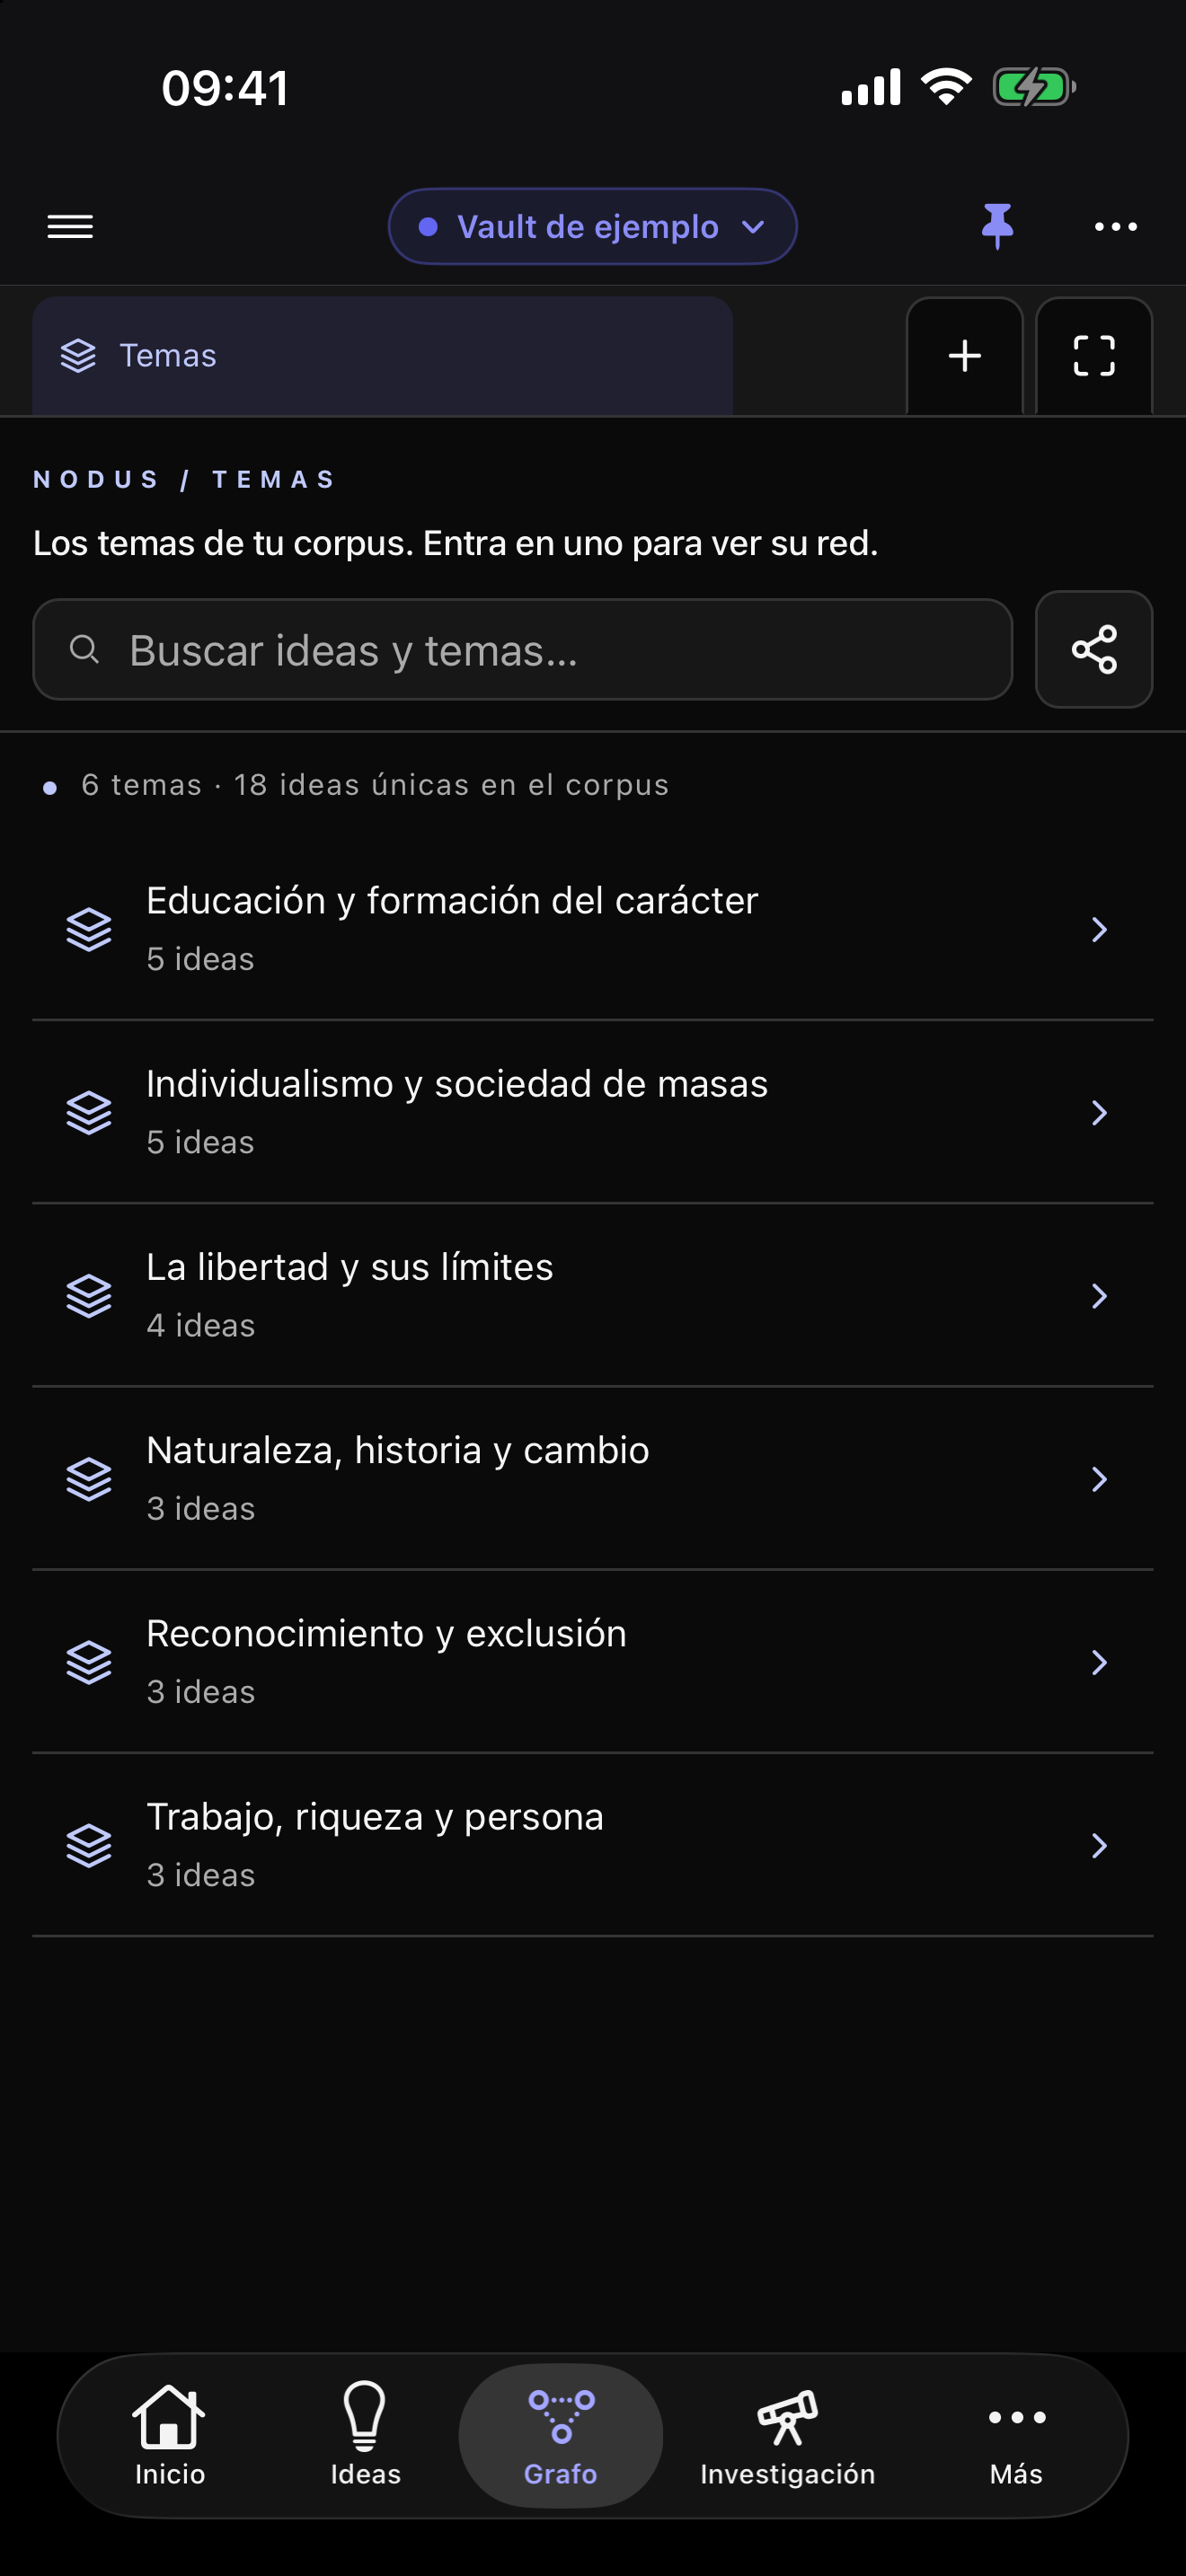 09:41
Vault de ejemplo
Temas
NODUS / TEMAS
Los temas de tu corpus. Entra en uno para ver su red.
Buscar ideas y temas...
6 temas · 18 ideas únicas en el corpus
Educación y formación del carácter
5 ideas
Individualismo y sociedad de masas
5 ideas
La libertad y sus límites
4 ideas
Naturaleza, historia y cambio
3 ideas
Reconocimiento y exclusión
3 ideas
Trabajo, riqueza y persona
3 ideas
Inicio
Ideas
Grafo
Investigación
Más